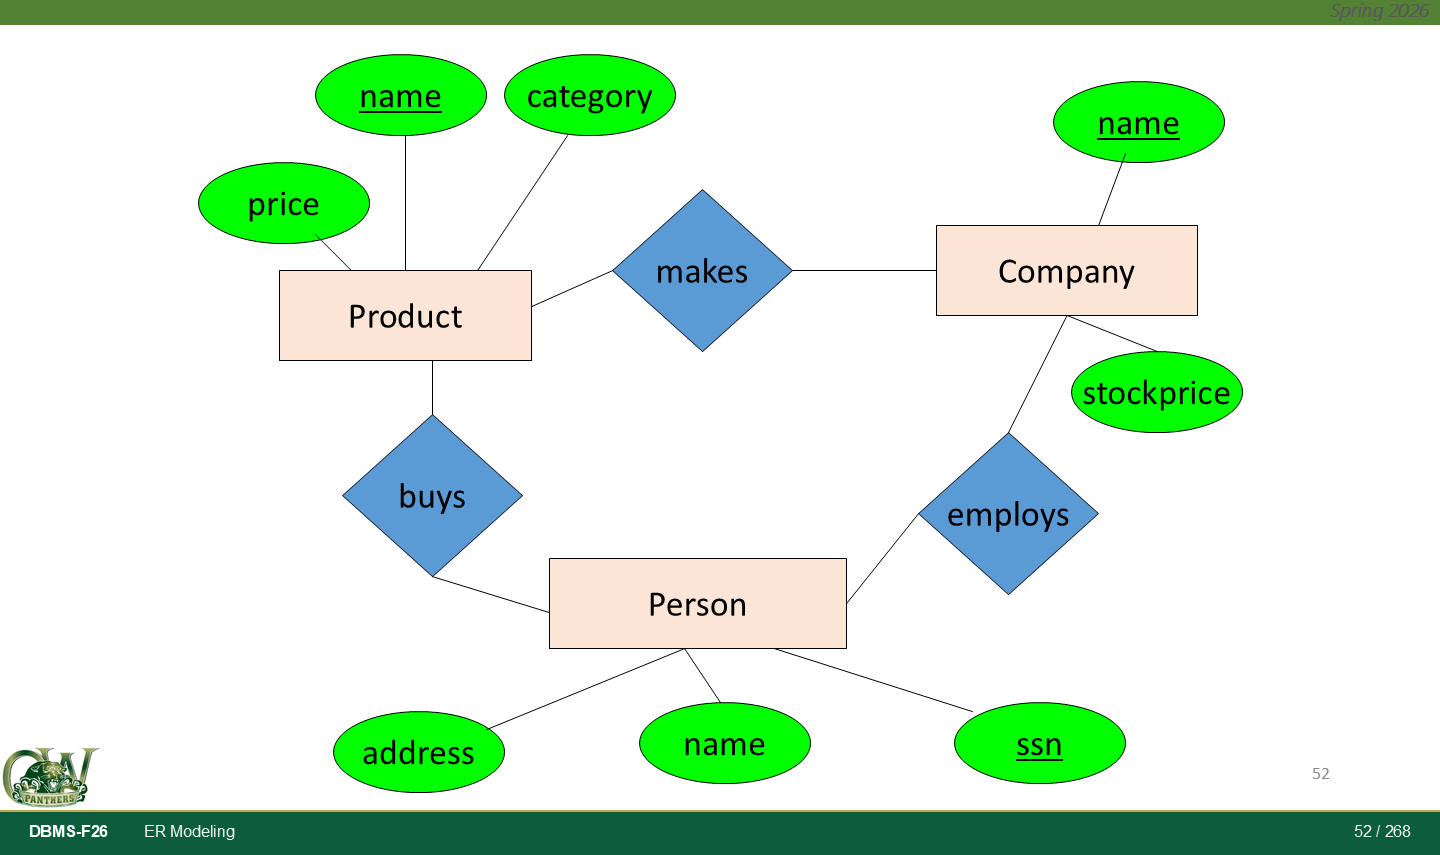 Spring 2026
name
category
name
price
makes
Company
Product
stockprice
buys
employs
Person
address
name
ssn
52
PANTHERS
DBMS-F26 ER Modeling 52 / 268